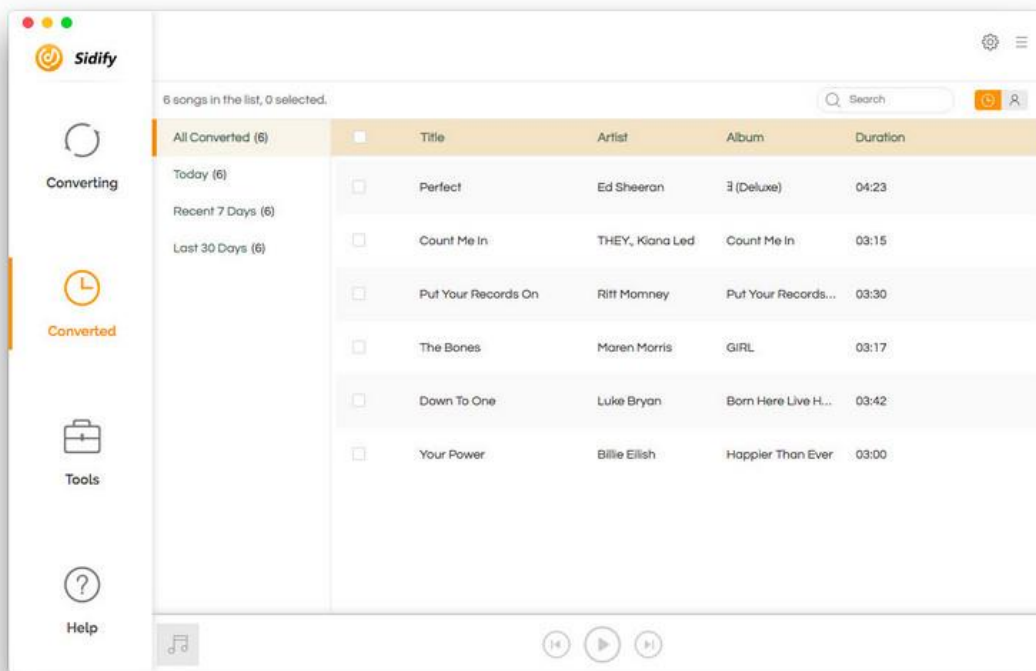 Sidify
6 songs in the list, 0 selected.
Search
Converting
Converted
Tools
Help
All Converted (6)
Today (6)
Recent 7 Days (6)
Last 30 Days (6)
Title Artist Album Duration
Perfect Ed Sheeran ∃ (Deluxe) 04:23
Count Me In THEY., Kiana Led Count Me In 03:15
Put Your Records On Ritt Momney Put Your Records... 03:30
The Bones Maren Morris GIRL 03:17
Down To One Luke Bryan Born Here Live H... 03:42
Your Power Billie Eilish Happier Than Ever 03:00